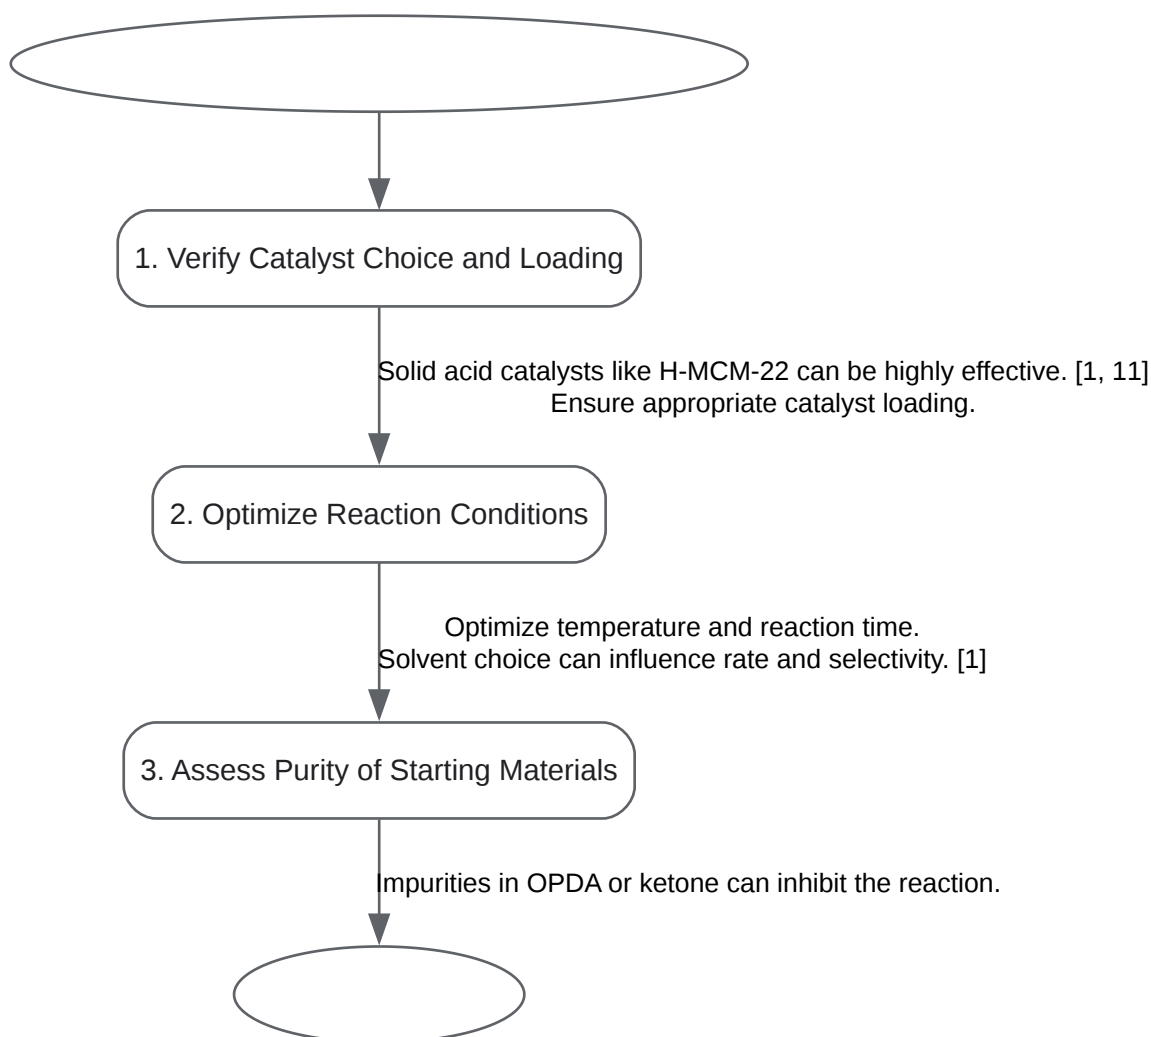 1. Verify Catalyst Choice and Loading
Solid acid catalysts like H-MCM-22 can be highly effective. [1, 11]
Ensure appropriate catalyst loading.
2. Optimize Reaction Conditions
Optimize temperature and reaction time.
Solvent choice can influence rate and selectivity. [1]
3. Assess Purity of Starting Materials
Impurities in OPDA or ketone can inhibit the reaction.